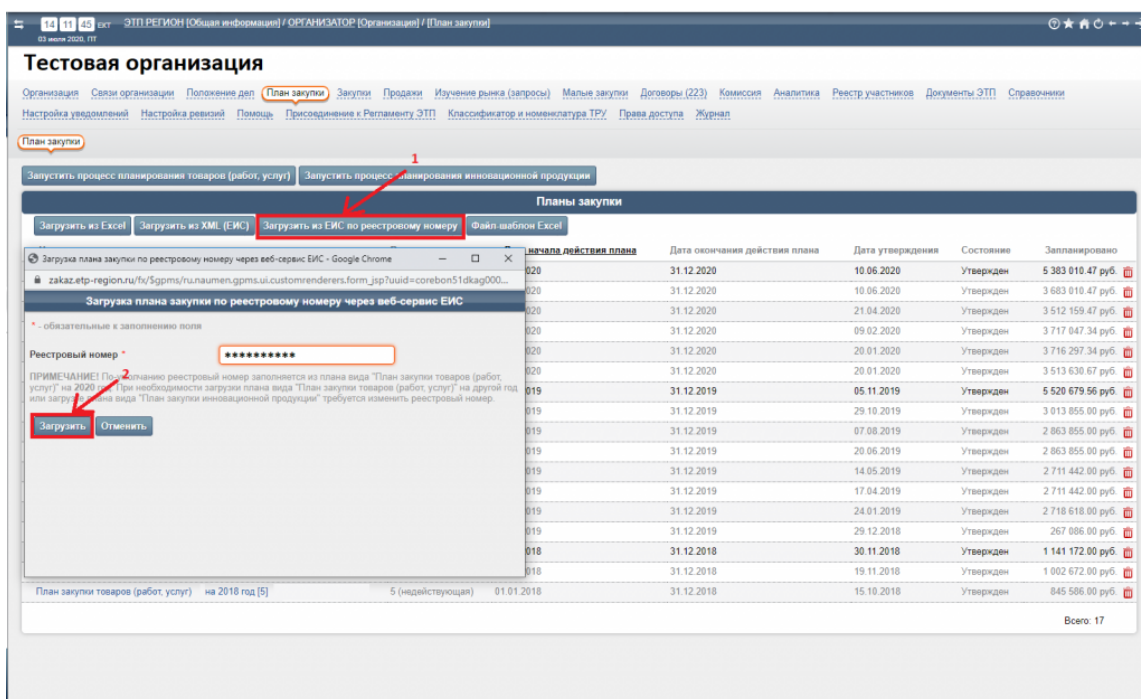 14 11 45 ЕКТ ЭТП РЕГИОН [Общая информация] / ОРГАНИЗАТОР [Организация] / [План закупки]
03 июля 2020, ПТ
Тестовая организация
Организация Связи организации Положение деп План закупки Закупки Продажи Изучение рынка (запросы) Малые закупки Договоры (223) Комиссия Аналитика Реестр участников Документы ЭТП Справочники
Настройка уведомлений Настройка ревизий Помощь Присоединение к Регламенту ЭТП Классификатор и номенклатура ТРУ Права доступа Журнал
План закупки
1
Запустить процесс планирования товаров (работ, услуг) Запустить процесс планирования инновационной продукции
Планы закупки
Загрузить из Excel Загрузить из XML (ЕИС) Загрузить из ЕИС по реестровому номеру Файл-шаблон Excel
начала действия плана Дата окончания действия плана Дата утверждения Состояние Запланировано
Загрузка плана закупки по реестровому номеру через веб-сервис ЕИС - Google Chrome
020 31.12.2020 10.06.2020 Утвержден 5 383 010.47 руб.
zakaz.etp-region.ru/fx/$gpms/ru.naumen.gpms.ui.customrenderers.form_jsp?uuid=corebon51dkag000...
020 31.12.2020 10.06.2020 Утвержден 3 683 010.47 руб.
Загрузка плана закупки по реестровому номеру через веб-сервис ЕИС
020 31.12.2020 21.04.2020 Утвержден 3 512 159.47 руб.
* - обязательные к заполнению поля
020 31.12.2020 09.02.2020 Утвержден 3 717 047.34 руб.
Реестровый номер * **********
020 31.12.2020 20.01.2020 Утвержден 3 716 297.34 руб.
020 31.12.2020 20.01.2020 Утвержден 3 513 630.67 руб.
ПРИМЕЧАНИЕ! По умолчанию реестровый номер заполняется из плана вида "План закупки товаров (работ,
услуг)" на 2020 год. При необходимости загрузки плана вида "План закупки товаров (работ, услуг)" на другой год
или загрузке плана вида "План закупки инновационной продукции" требуется изменить реестровый номер.
2
019 31.12.2019 05.11.2019 Утвержден 5 520 679.56 руб.
019 31.12.2019 29.10.2019 Утвержден 3 013 855.00 руб.
Загрузить Отменить
019 31.12.2019 07.08.2019 Утвержден 2 863 855.00 руб.
019 31.12.2019 20.06.2019 Утвержден 2 863 855.00 руб.
019 31.12.2019 14.05.2019 Утвержден 2 711 442.00 руб.
019 31.12.2019 17.04.2019 Утвержден 2 711 442.00 руб.
019 31.12.2019 24.01.2019 Утвержден 2 718 618.00 руб.
019 31.12.2019 29.12.2018 Утвержден 267 086.00 руб.
018 31.12.2018 30.11.2018 Утвержден 1 141 172.00 руб.
018 31.12.2018 19.11.2018 Утвержден 1 002 672.00 руб.
План закупки товаров (работ, услуг) на 2018 год [5] 5 (недействующая) 01.01.2018 31.12.2018 15.10.2018 Утвержден 845 586.00 руб.
Всего: 17